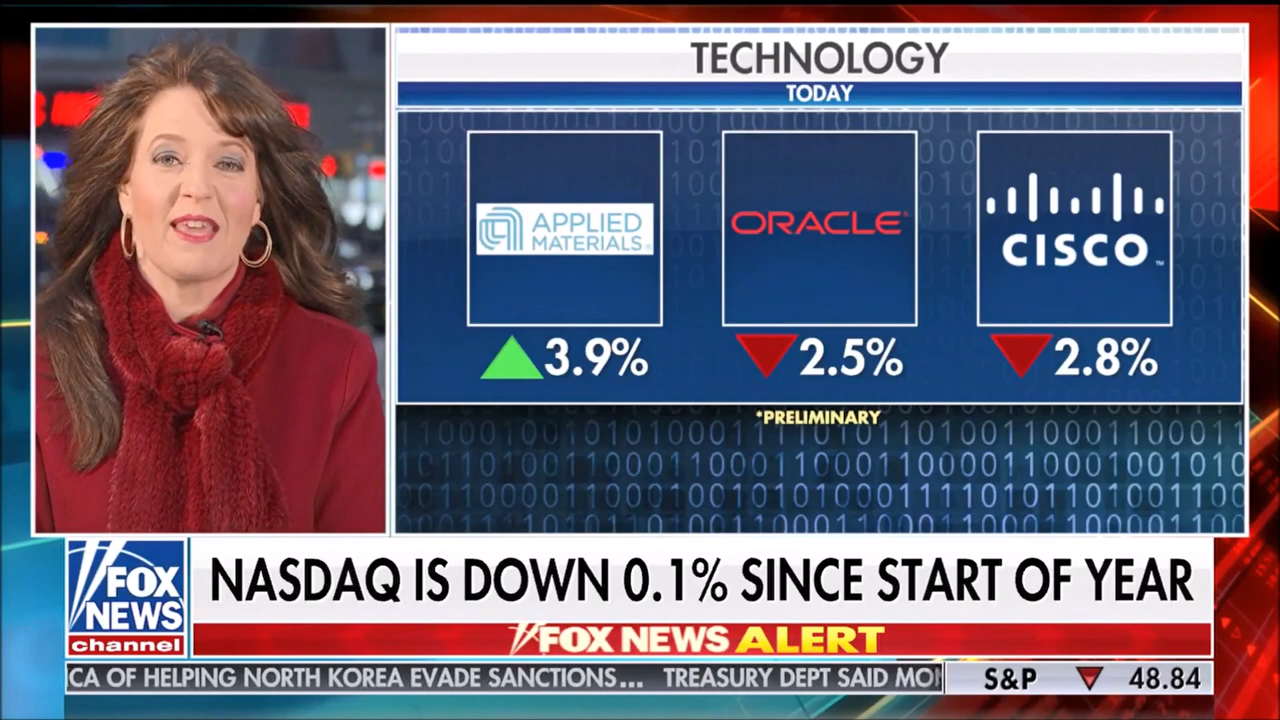 TECHNOLOGY
TODAY
APPLIED
MATERIALS
ORACLE
CISCO
3.9%
2.5%
2.8%
*PRELIMINARY
NASDAQ IS DOWN 0.1% SINCE START OF YEAR
FOX
NEWS
channel
FOX NEWS ALERT
CA OF HELPING NORTH KOREA EVADE SANCTIONS... TREASURY DEPT SAID MOR
S&P 48.84